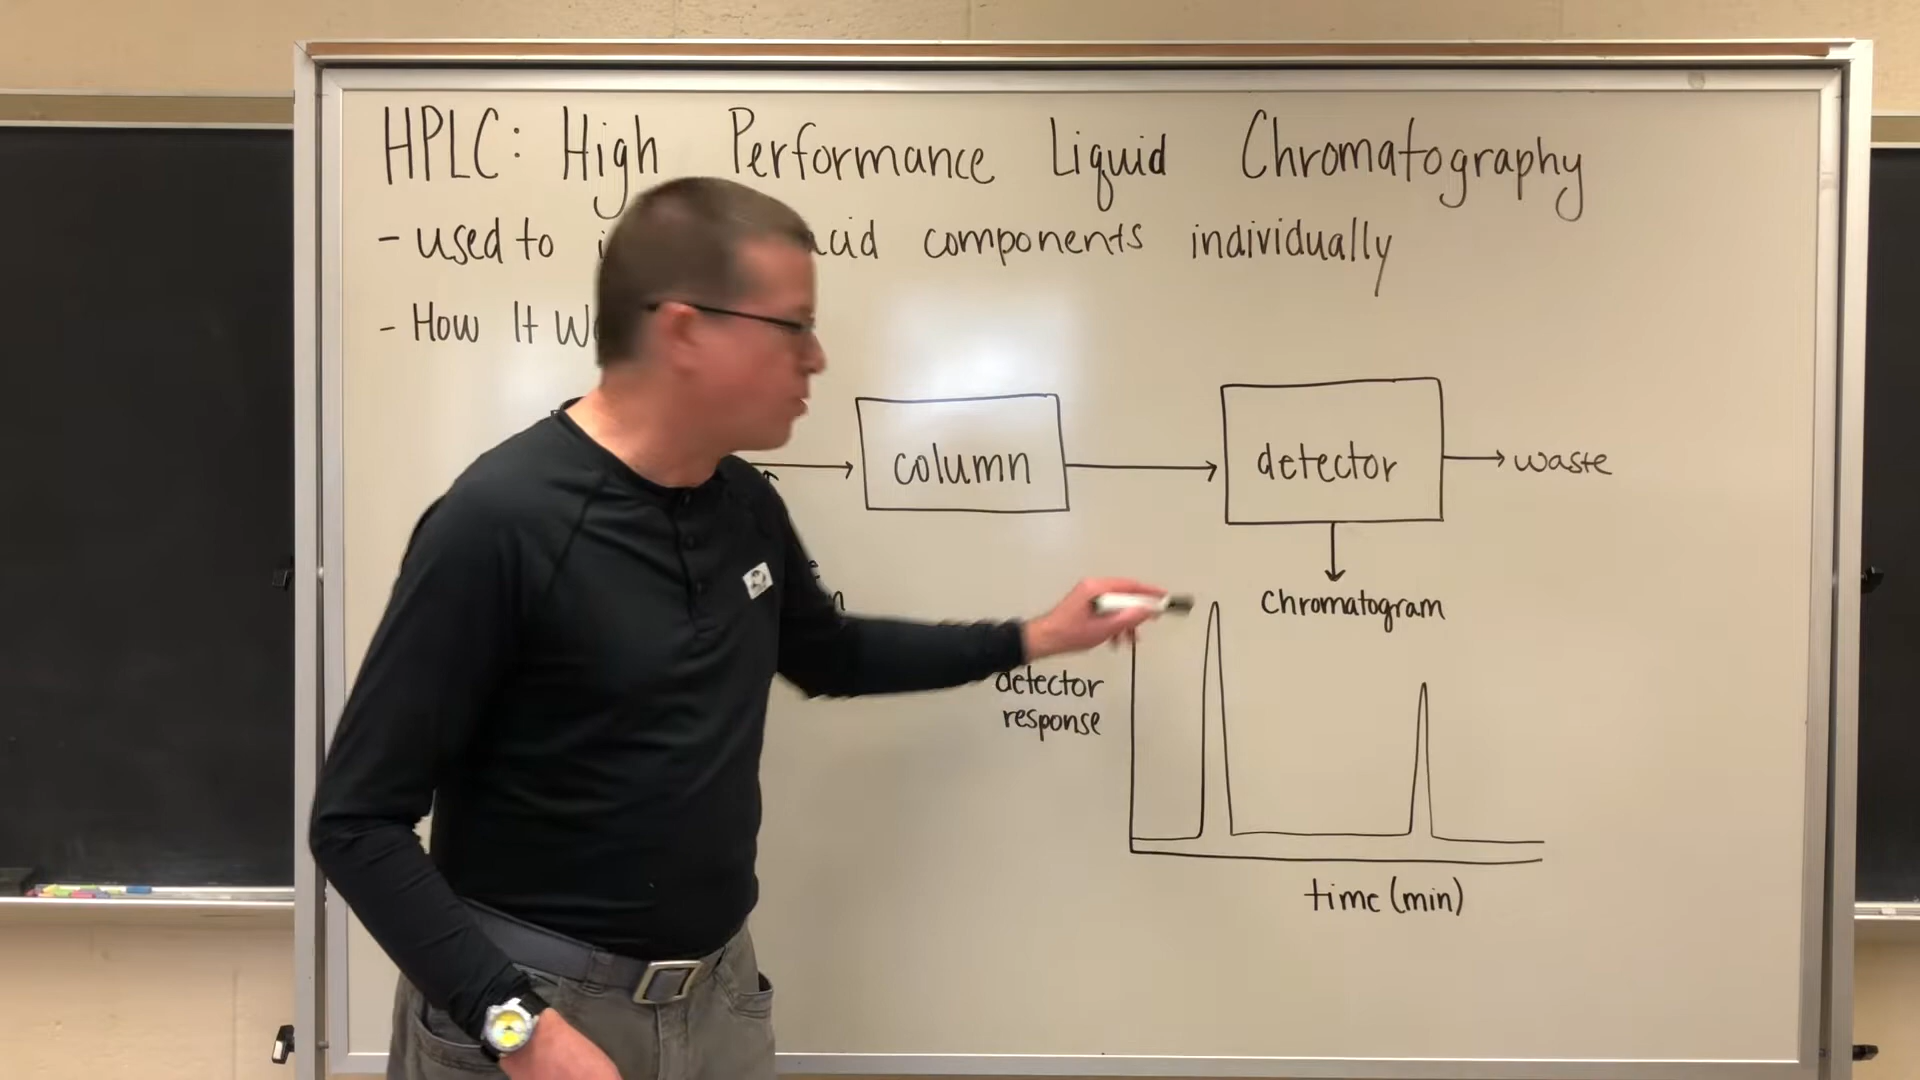 HPLC: High Performance Liquid Chromatography
- used to acid components individually
- How It
column
detector
waste
chromatogram
detector
response
time (min)